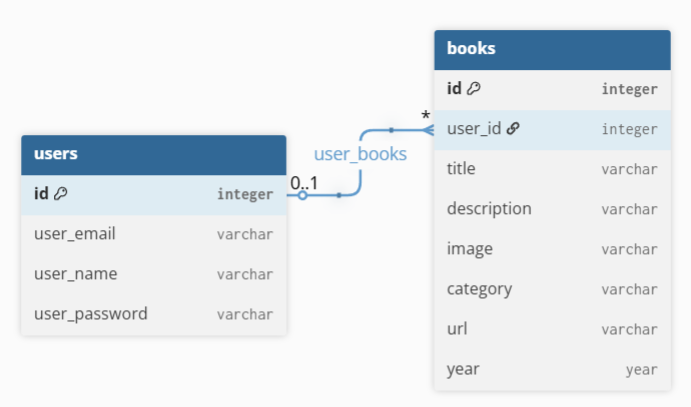 users
id integer
user_email varchar
user_name varchar
user_password varchar
0..1
user_books
*
books
id integer
user_id integer
title varchar
description varchar
image varchar
category varchar
url varchar
year year